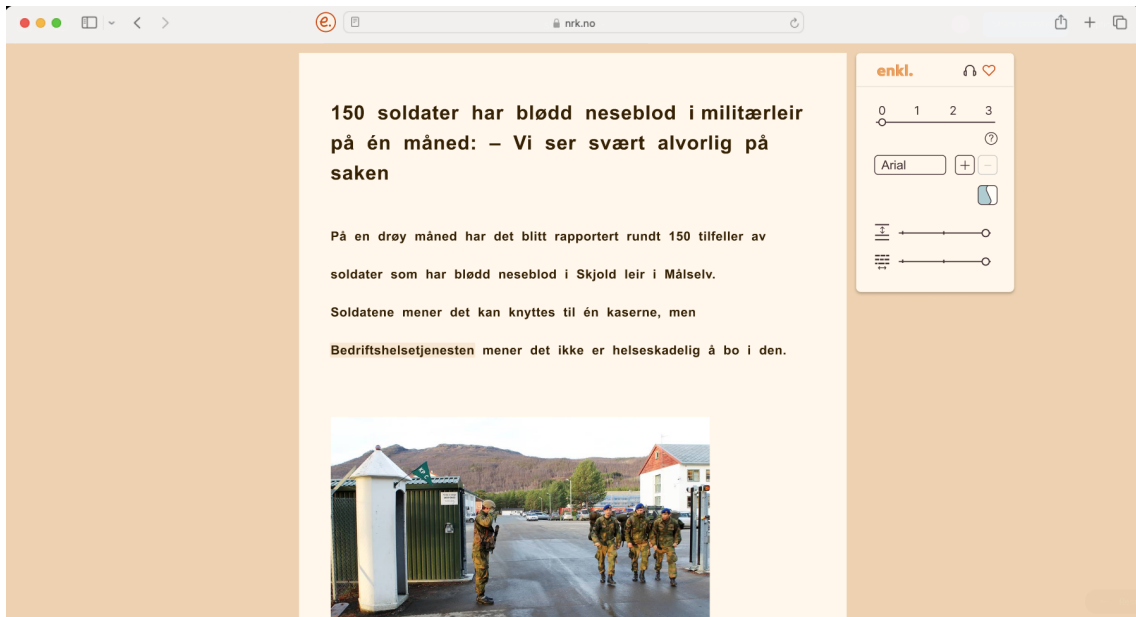 e.
nrk.no
enkl.
0 1 2 3
?
Arial
150 soldater har blødd neseblod i militærleir
på én måned: – Vi ser svært alvorlig på
saken
På en drøy måned har det blitt rapportert rundt 150 tilfeller av
soldater som har blødd neseblod i Skjold leir i Målselv.
Soldatene mener det kan knyttes til én kaserne, men
Bedriftshelsetjenesten mener det ikke er helseskadelig å bo i den.